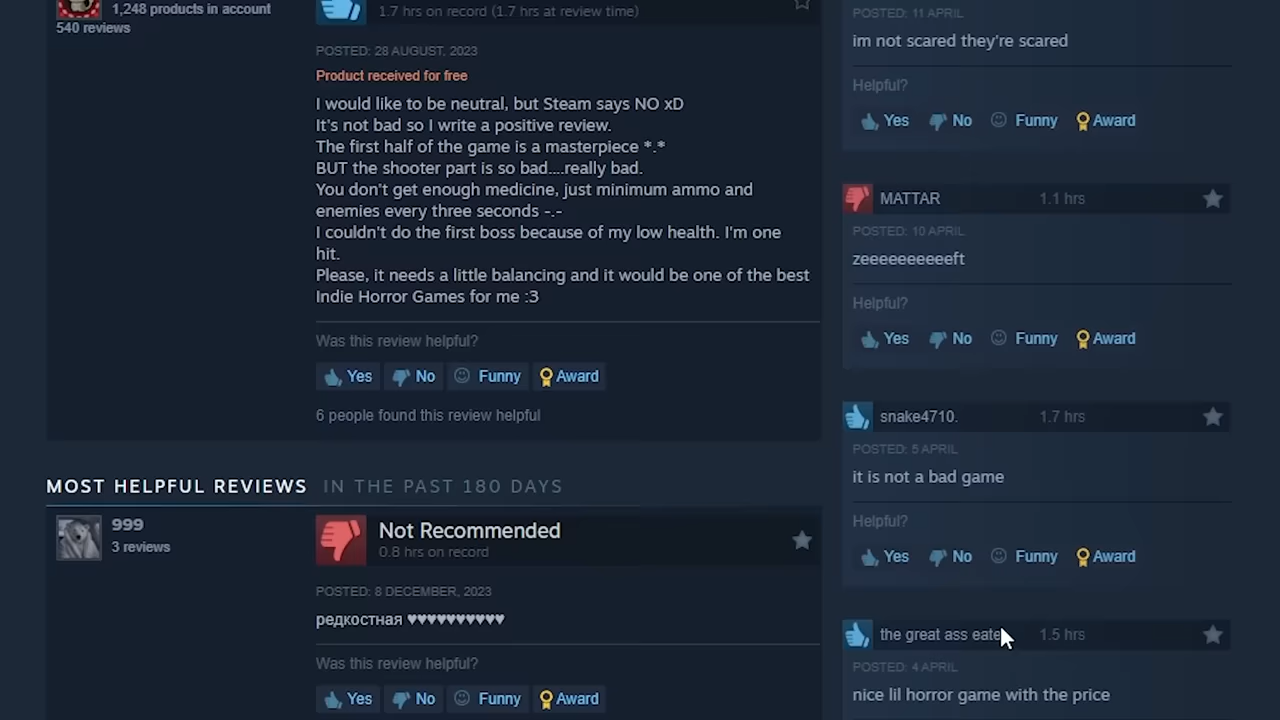 1,248 products in account
540 reviews
1.7 hrs on record (1.7 hrs at review time)
POSTED: 28 AUGUST, 2023
Product received for free
I would like to be neutral, but Steam says NO xD
It's not bad so I write a positive review.
The first half of the game is a masterpiece *.*
BUT the shooter part is so bad....really bad.
You don't get enough medicine, just minimum ammo and
enemies every three seconds -.-
I couldn't do the first boss because of my low health. I'm one
hit.
Please, it needs a little balancing and it would be one of the best
Indie Horror Games for me :3
Was this review helpful?
Yes No Funny Award
6 people found this review helpful
MOST HELPFUL REVIEWS IN THE PAST 180 DAYS
999
3 reviews
Not Recommended
0.8 hrs on record
POSTED: 8 DECEMBER, 2023
редкостная ♥♥♥♥♥♥♥♥♥♥
Was this review helpful?
Yes No Funny Award
POSTED: 11 APRIL
im not scared they're scared
Helpful?
Yes No Funny Award
MATTAR 1.1 hrs
POSTED: 10 APRIL
zeeeeeeeeeeft
Helpful?
Yes No Funny Award
snake4710. 1.7 hrs
POSTED: 5 APRIL
it is not a bad game
Helpful?
Yes No Funny Award
the great ass eate 1.5 hrs
POSTED: 4 APRIL
nice lil horror game with the price